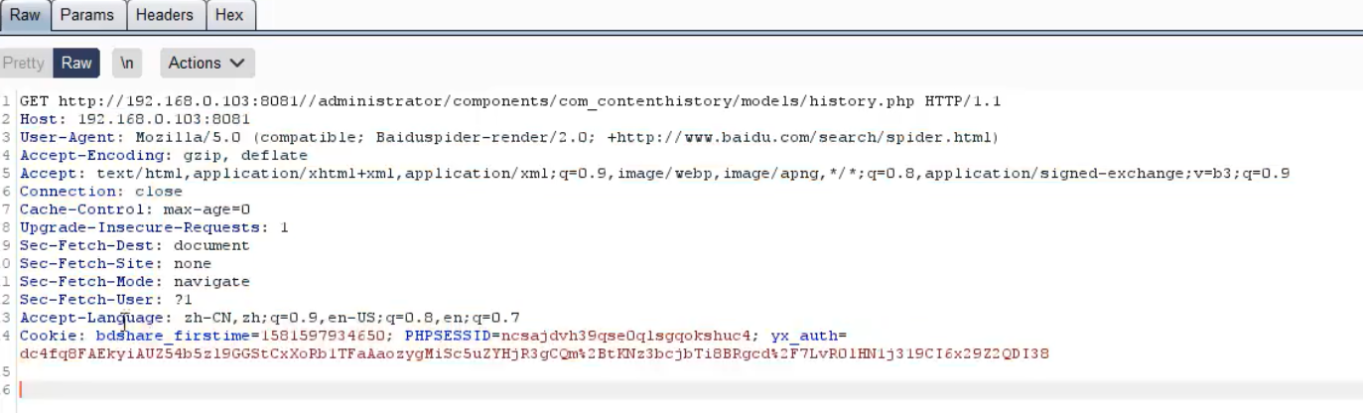 Raw Params Headers Hex
Pretty Raw \n Actions
1 GET http://192.168.0.103:8081//administrator/components/com_contenthistory/models/history.php HTTP/1.1
2 Host: 192.168.0.103:8081
3 User-Agent: Mozilla/5.0 (compatible; Baiduspider-render/2.0; +http://www.baidu.com/search/spider.html)
4 Accept-Encoding: gzip, deflate
5 Accept: text/html,application/xhtml+xml,application/xml;q=0.9,image/webp,image/apng,*/*;q=0.8,application/signed-exchange;v=b3;q=0.9
6 Connection: close
7 Cache-Control: max-age=0
8 Upgrade-Insecure-Requests: 1
9 Sec-Fetch-Dest: document
0 Sec-Fetch-Site: none
1 Sec-Fetch-Mode: navigate
2 Sec-Fetch-User: ?1
3 Accept-Language: zh-CN,zh;q=0.9,en-US;q=0.8,en;q=0.7
4 Cookie: bdshare_firstime=1581597934650; PHPSESSID=ncsajdvh39qse0qlsgqokshuc4; yx_auth=
dc4fq8FAEkyiAUZ54b5zl9GGStCxXoRb1TFaAaozygMiSc5uZYHjR3gCQm%2BtKNz3bcjbTi8BRgcd%2F7LvR01HN1j319CI6x29Z2QDI38
5
6